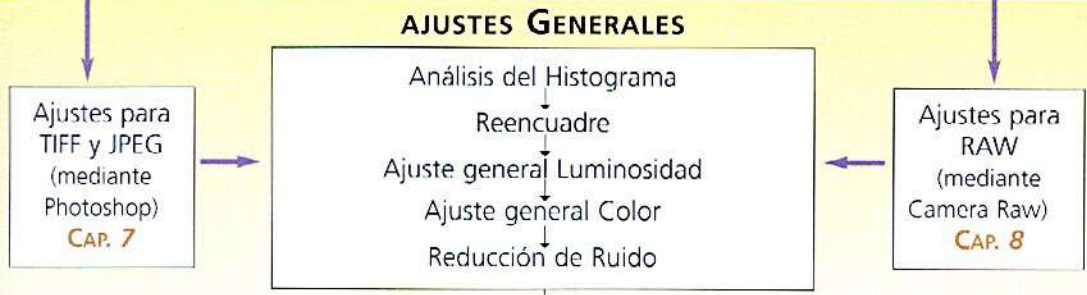 AJUSTES GENERALES
Análisis del Histograma
Reencuadre
Ajuste general Luminosidad
Ajuste general Color
Reducción de Ruido
Ajustes para
TIFF y JPEG
(mediante
Photoshop)
CAP. 7
Ajustes para
RAW
(mediante
Camera Raw)
CAP. 8